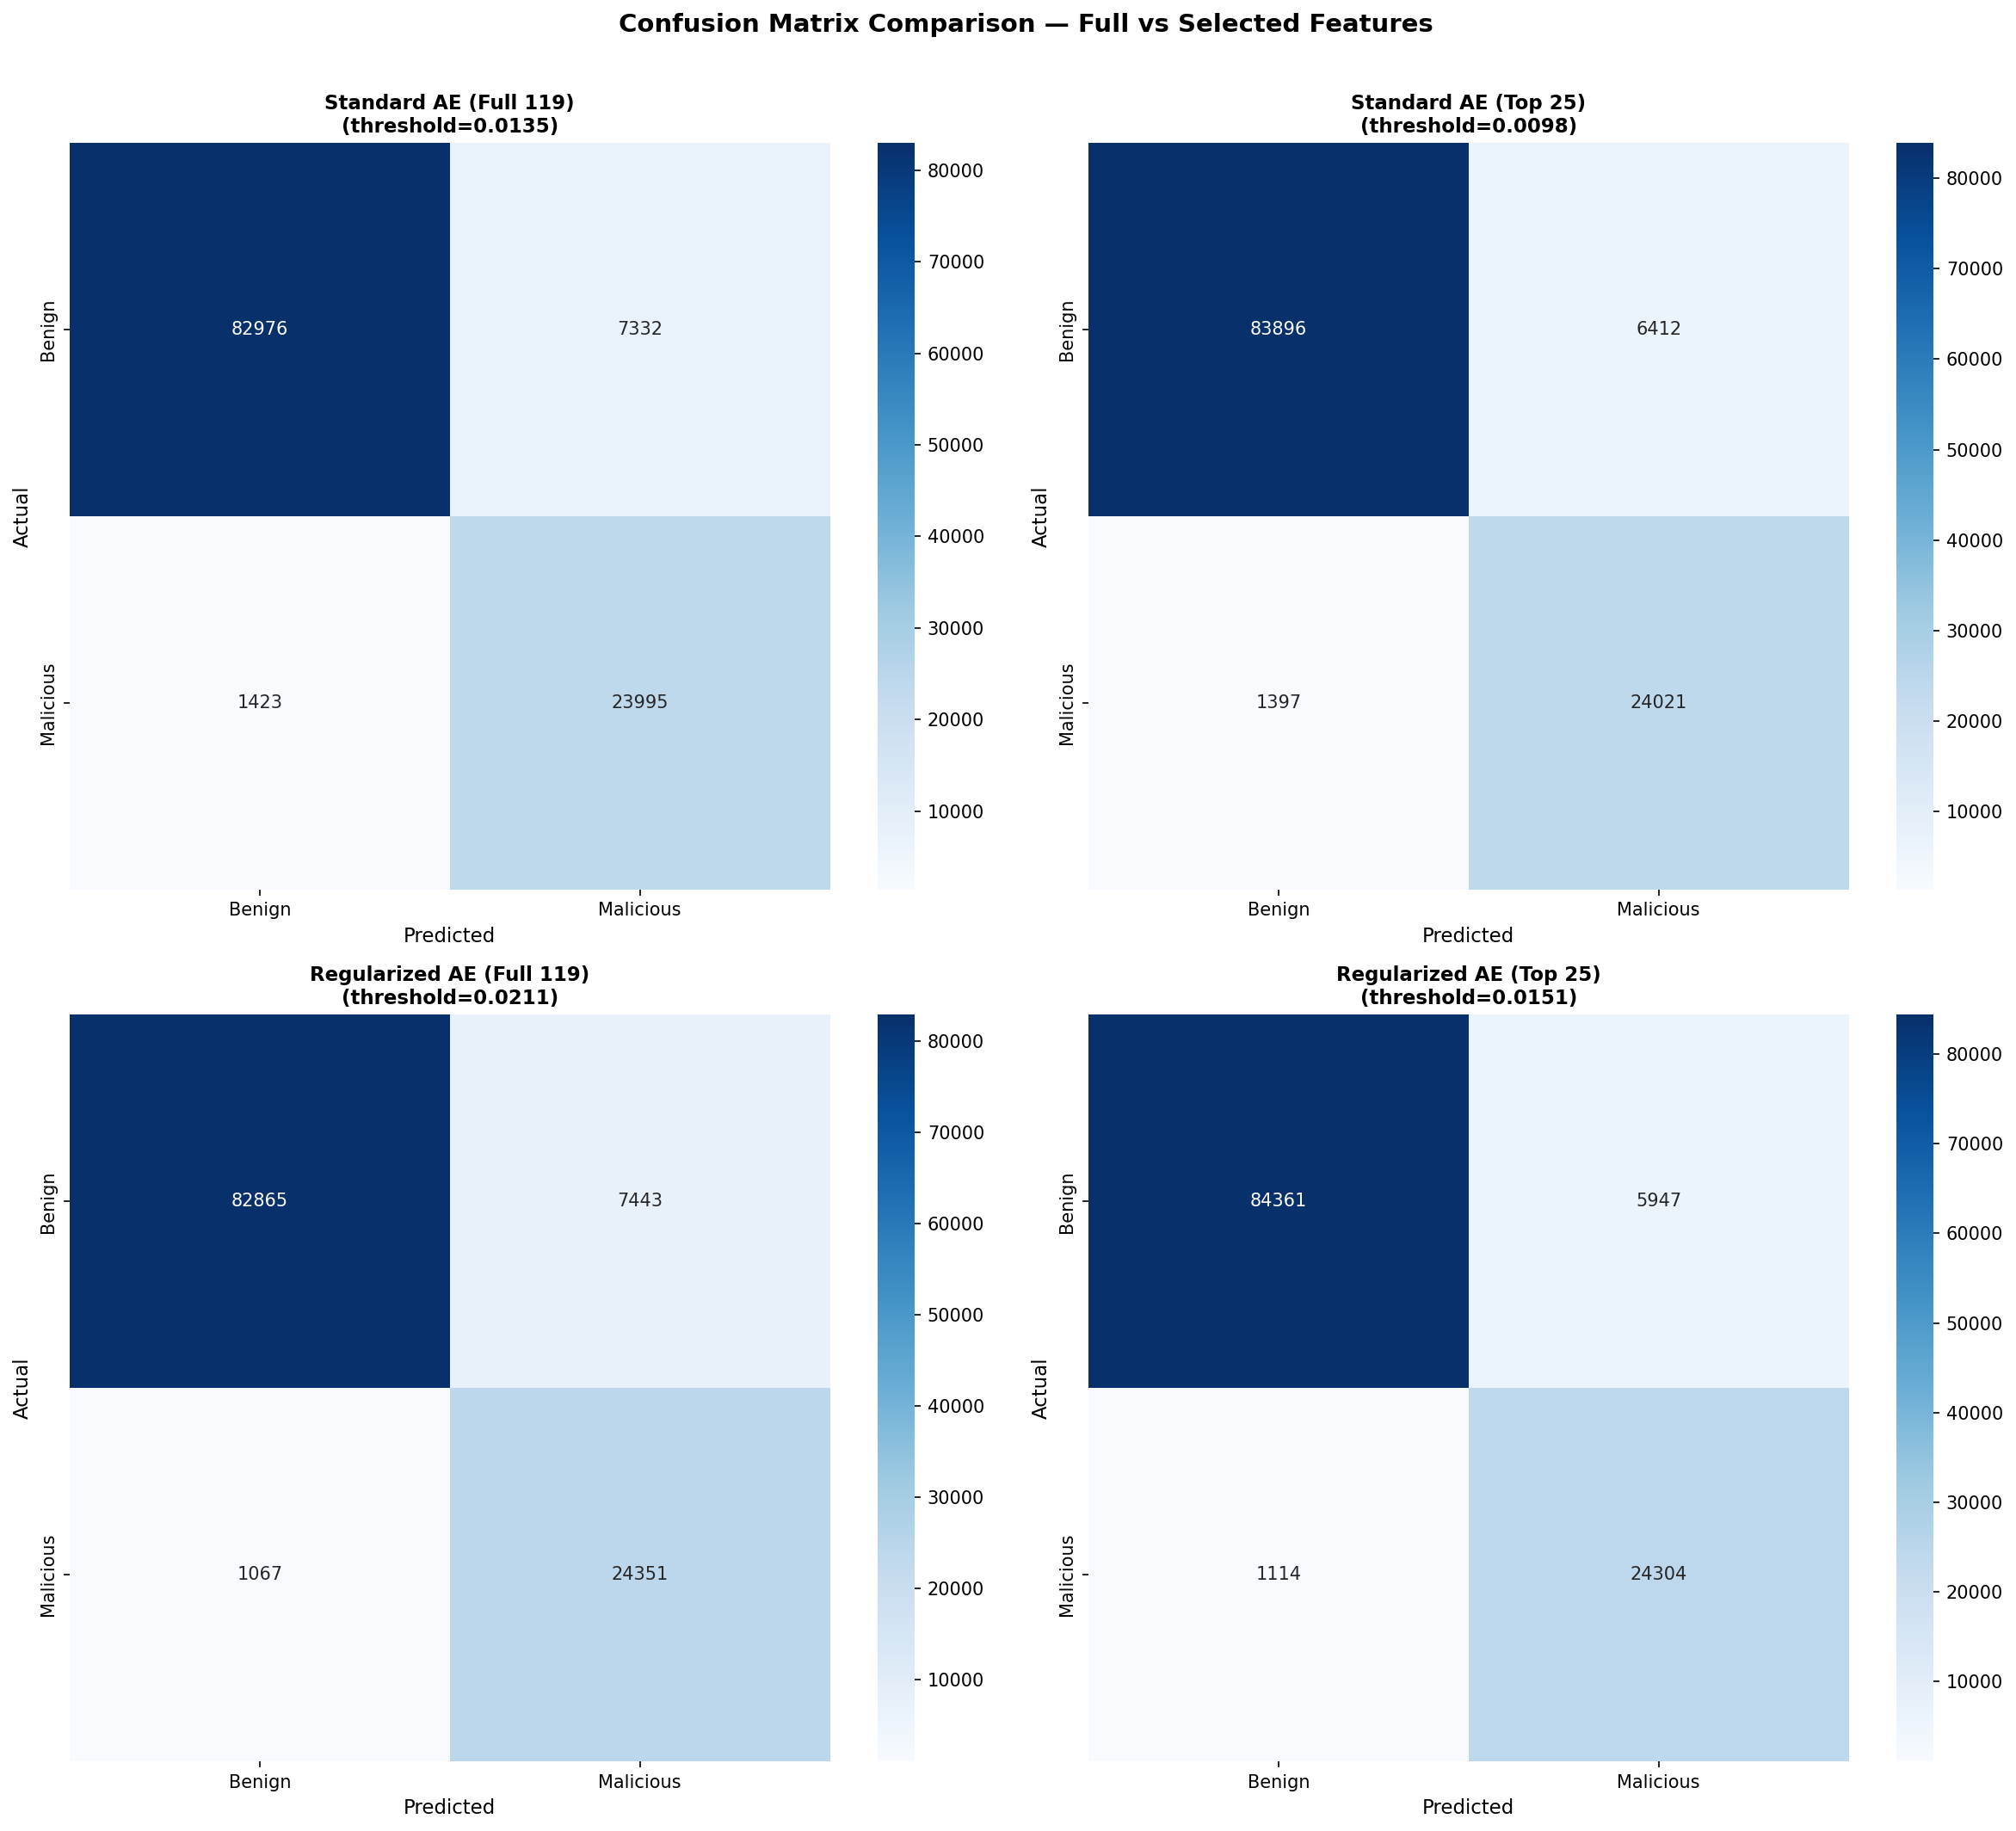 Confusion Matrix Comparison — Full vs Selected Features
Standard AE (Full 119)
(threshold=0.0135)
Actual
Benign
Malicious
82976
7332
1423
23995
Benign
Malicious
Predicted
80000
70000
60000
50000
40000
30000
20000
10000
Standard AE (Top 25)
(threshold=0.0098)
Actual
Benign
Malicious
83896
6412
1397
24021
Benign
Malicious
Predicted
80000
70000
60000
50000
40000
30000
20000
10000
Regularized AE (Full 119)
(threshold=0.0211)
Actual
Benign
Malicious
82865
7443
1067
24351
Benign
Malicious
Predicted
80000
70000
60000
50000
40000
30000
20000
10000
Regularized AE (Top 25)
(threshold=0.0151)
Actual
Benign
Malicious
84361
5947
1114
24304
Benign
Malicious
Predicted
80000
70000
60000
50000
40000
30000
20000
10000